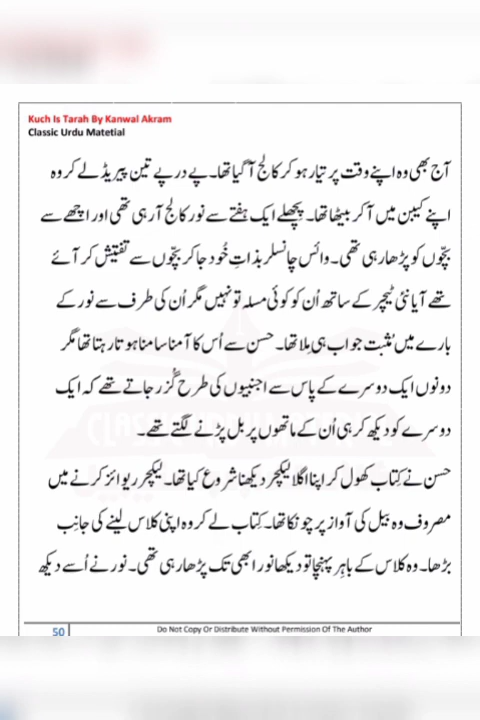 Kuch Is Tarah By Kanwal Akram
Classic Urdu Matetial
آج بھی وہ اپنے وقت پر تیار ہو کر کالج آگیا تھا۔ پے در پے تین پیریڈ لے کر وہ
اپنے کیبن میں آکر بیٹھا تھا۔ پچھلے ایک ہفتے سے نور کالج آرہی تھی اور اچھے سے
بچّوں کو پڑھا رہی تھی۔ وائس چانسلر بذاتِ خُود جا کر بچّوں سے تفتیش کر آئے
تھے آیا نئی ٹیچر کے ساتھ اُن کو کوئی مسلہ تو نہیں مگر اُن کی طرف سے نور کے
بارے میں مُثبت جواب ہی مِلا تھا۔ حسن سے اُس کا آمنا سامنا ہوتا رہتا تھا مگر
دونوں ایک دوسرے کے پاس سے اجنبیوں کی طرح گُزر جاتے تھے کہ ایک
دوسرے کو دیکھ کر ہی اُن کے ماتھوں پر بل پڑنے لگتے تھے۔
حسن نے کِتاب کھول کر اپنا اگلا لیکچر دیکھنا شروع کیا تھا۔ لیکچر ریوائز کرنے میں
مصروف وہ بیل کی آواز پر چونکا تھا۔ کِتاب لے کر وہ اپنی کلاس لینے کی جانِب
بڑھا۔ وہ کلاس کے باہر پہنچا تو دیکھا نور ابھی تک پڑھا رہی تھی۔ نور نے اُسے دیکھ
50
Do Not Copy Or Distribute Without Permission Of The Author